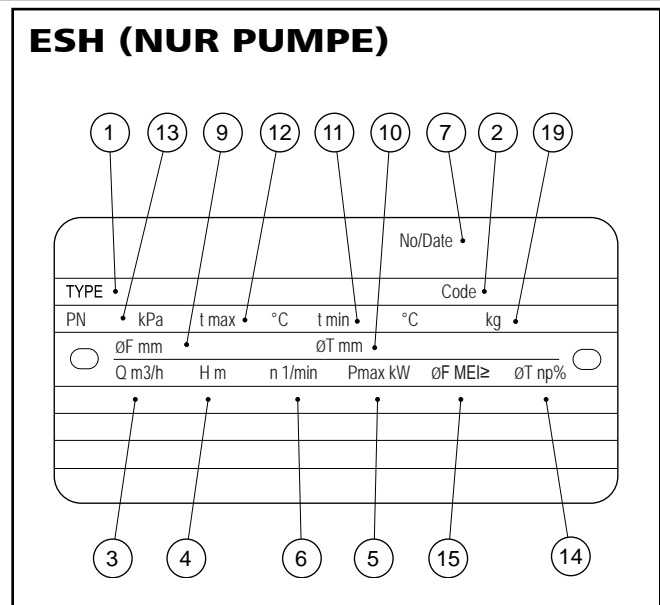 ESH (NUR PUMPE)
1 13 9 12 11 10 7 2 19
No/Date
TYPE Code
PN kPa t max °C t min °C kg
øF mm øT mm
Q m3/h H m n 1/min Pmax kW øF MEI≥ øT np%
3 4 6 5 15 14